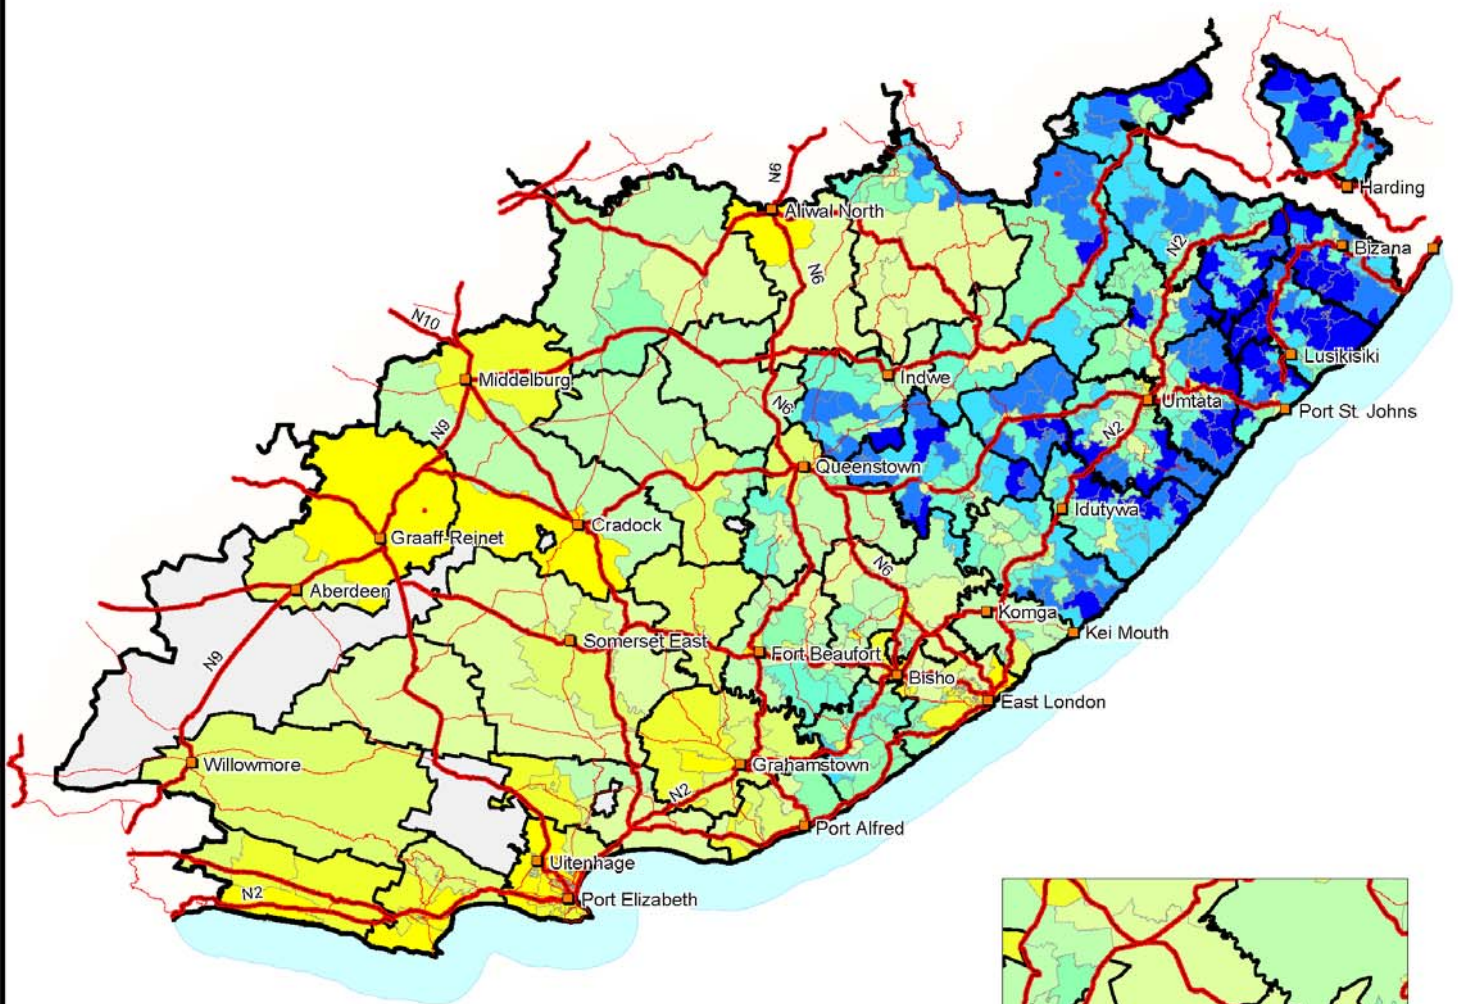 Harding
N6
Aliwal North
N2
Bizana
N6
N10
Lusikisiki
Middelburg
Indwe
N6
Umtata
Port St. Johns
N9
N2
Queenstown
Idutywa
Cradock
Graaff-Reinet
N6
Aberdeen
Komga
Kei Mouth
Somerset East
Fort Beaufort
N9
Bisho
East London
Willowmore
Grahamstown
N2
Port Alfred
Uitenhage
N2
Port Elizabeth